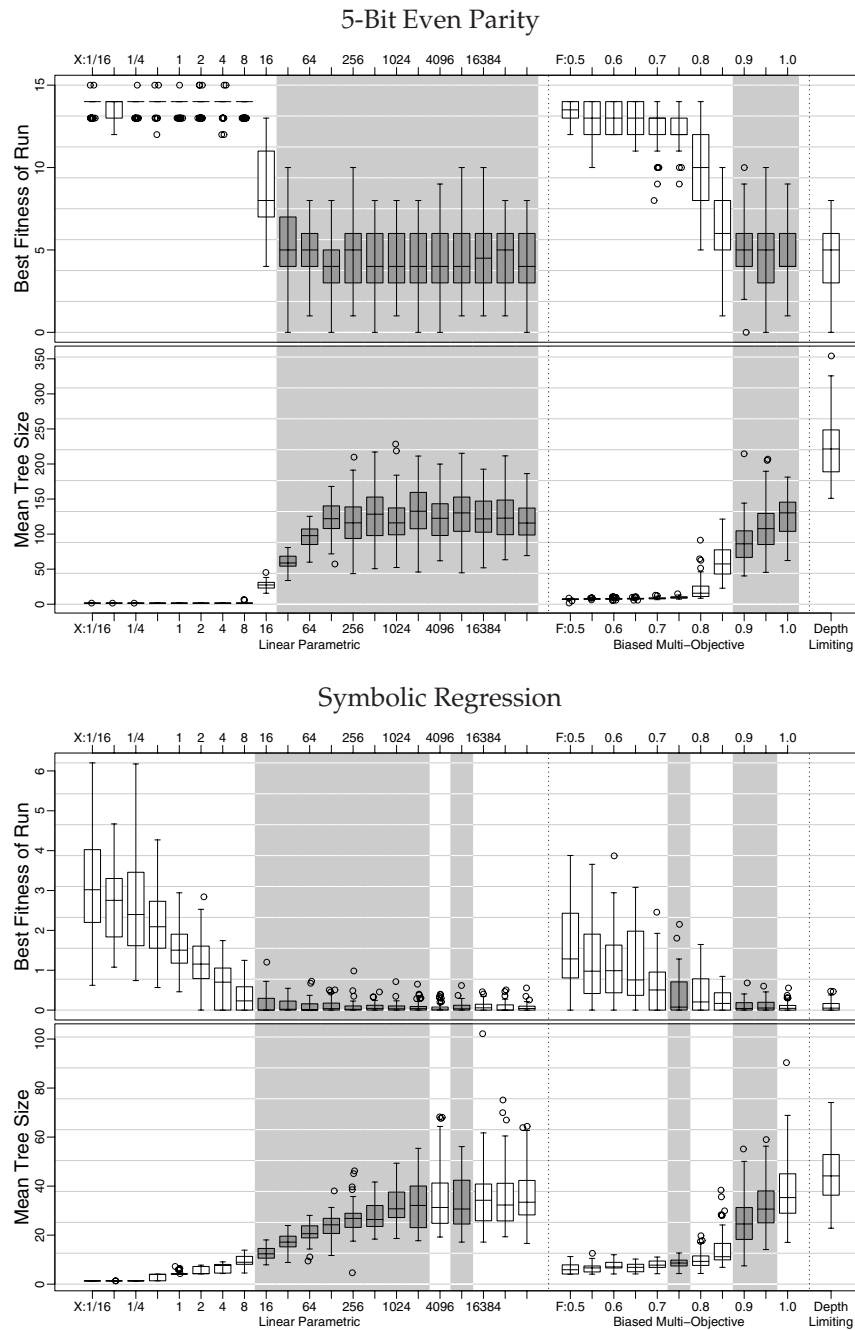 5-Bit Even Parity
X:1/16 1/4 1 2 4 8 16 64 256 1024 4096 16384 F:0.5 0.6 0.7 0.8 0.9 1.0
Best Fitness of Run
15
10
5
0
Mean Tree Size
350
300
250
200
150
100
50
0
X:1/16 1/4 1 2 4 8 16 64 256 1024 4096 16384 F:0.5 0.6 0.7 0.8 0.9 1.0 Depth
Linear Parametric Biased Multi−Objective Limiting
Symbolic Regression
X:1/16 1/4 1 2 4 8 16 64 256 1024 4096 16384 F:0.5 0.6 0.7 0.8 0.9 1.0
Best Fitness of Run
6
5
4
3
2
1
0
Mean Tree Size
100
80
60
40
20
0
X:1/16 1/4 1 2 4 8 16 64 256 1024 4096 16384 F:0.5 0.6 0.7 0.8 0.9 1.0 Depth
Linear Parametric Biased Multi−Objective Limiting